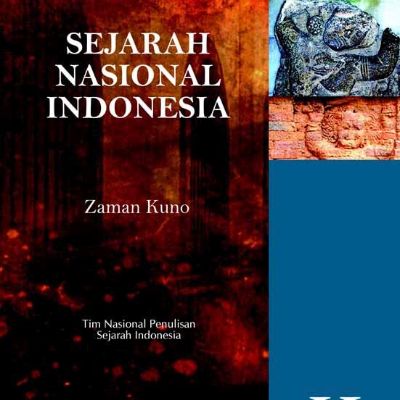 SEJARAH
NASIONAL
INDONESIA
Zaman Kuno
Tim Nasional Penulisan
Sejarah Indonesia